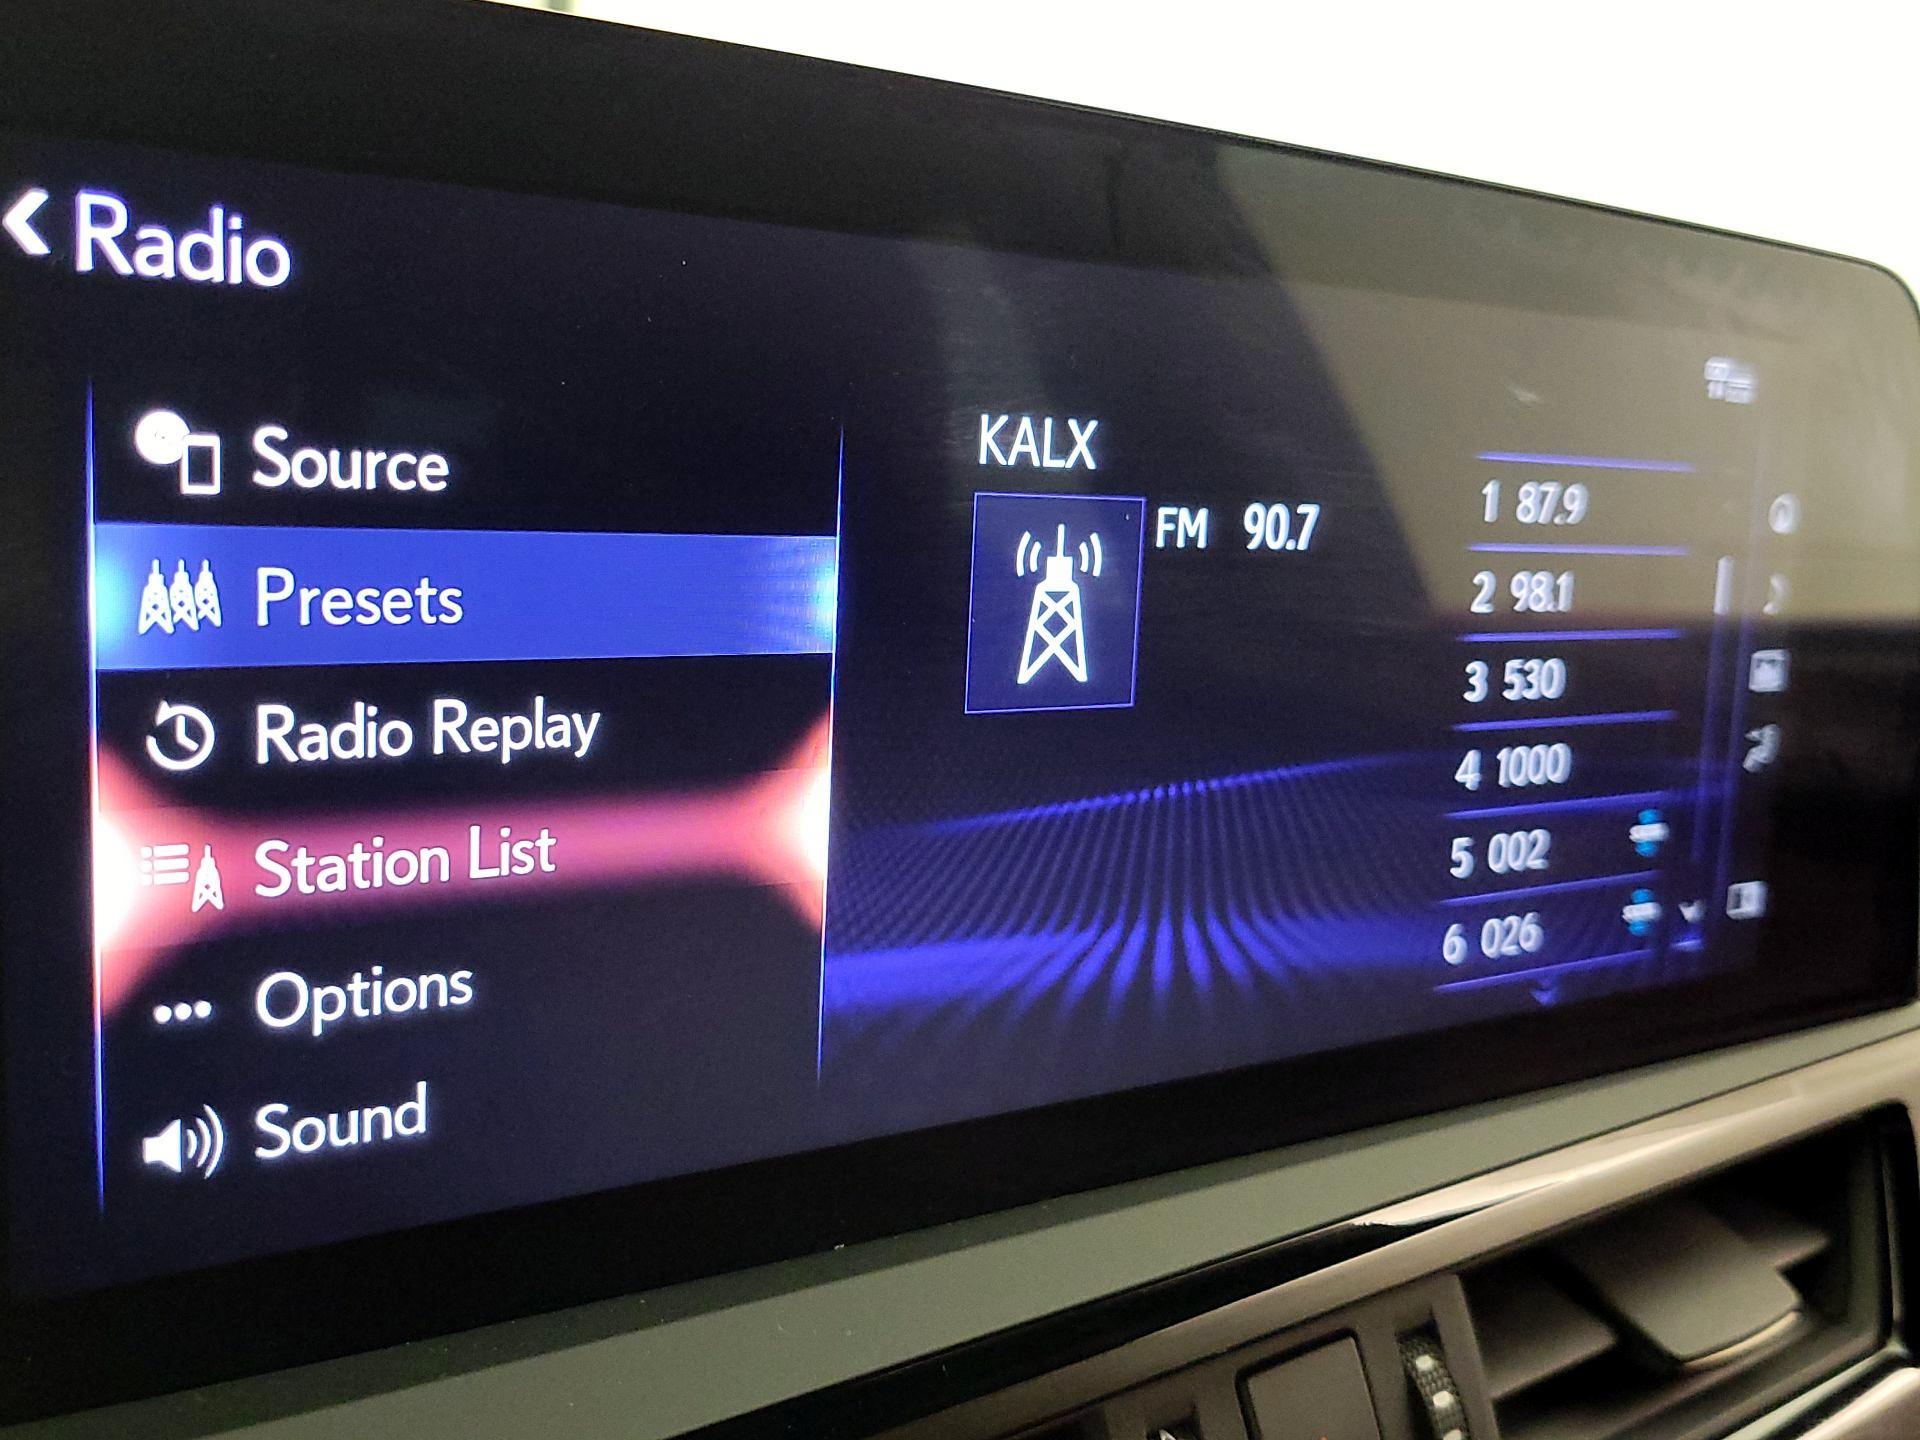 Radio
Source
Presets
Radio Replay
Station List
Options
Sound
KALX
FM 90.7
1 87.9
2 98.1
3 530
4 1000
5 002
6 026